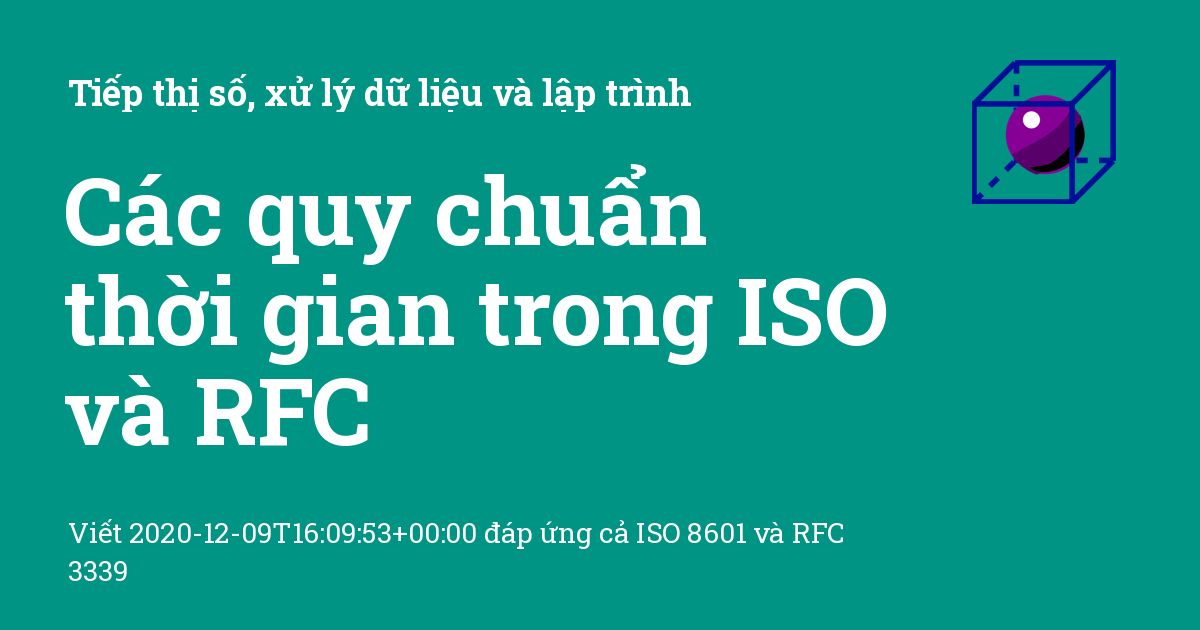 Tiếp thị số, xử lý dữ liệu và lập trình
Các quy chuẩn
thời gian trong ISO
và RFC
Viết 2020-12-09T16:09:53+00:00 đáp ứng cả ISO 8601 và RFC
3339